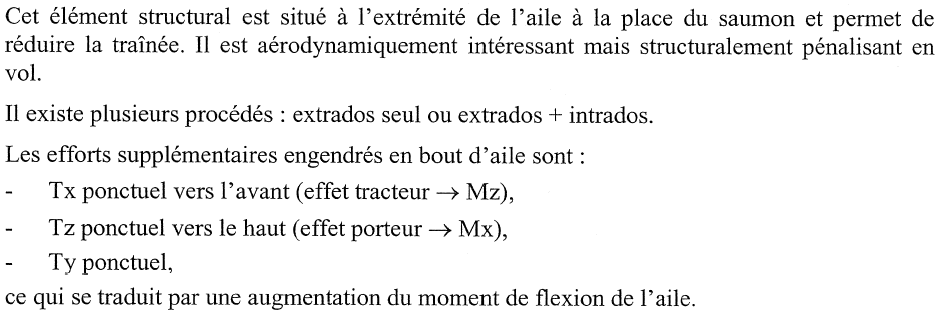 Cet élément structural est situé à l'extrémité de l'aile à la place du saumon et permet de
réduire la traînée. Il est aérodynamiquement intéressant mais structuralement pénalisant en
vol.
Il existe plusieurs procédés : extrados seul ou extrados + intrados.
Les efforts supplémentaires engendrés en bout d'aile sont :
- Tx ponctuel vers l'avant (effet tracteur → Mz),
- Tz ponctuel vers le haut (effet porteur → Mx),
- Ty ponctuel,
ce qui se traduit par une augmentation du moment de flexion de l'aile.